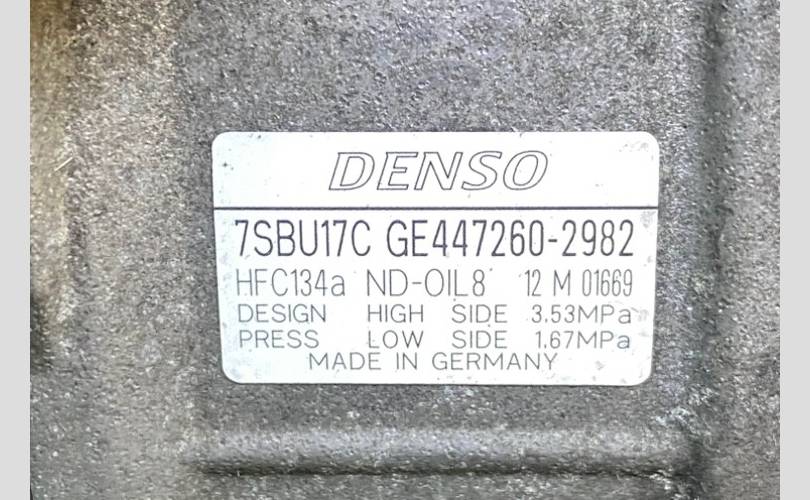 DENSO
7SBU17C GE447260-2982
HFC134a ND-OIL8 12 M 01669
DESIGN HIGH SIDE 3.53MPa
PRESS LOW SIDE 1.67MPa
MADE IN GERMANY